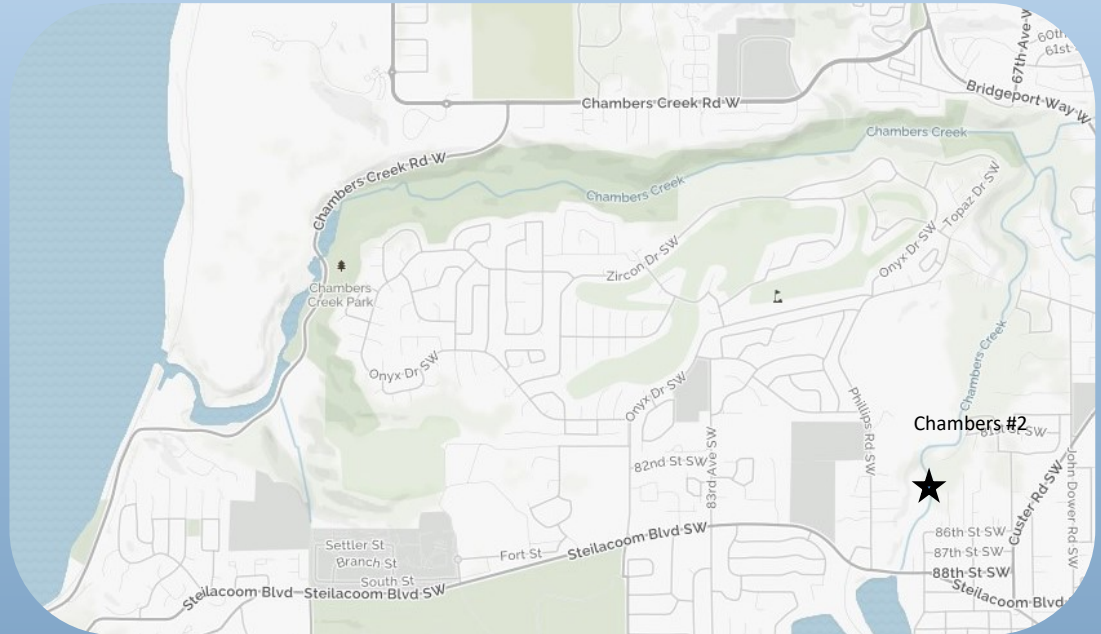 60th
61st
67th Ave W
Bridgeport Way W
Chambers Creek Rd W
Chambers Creek
Chambers Creek Rd W
Chambers Creek
Topaz Dr SW
Onyx Dr SW
Zircon Dr SW
Chambers
Creek Park
Chambers Creek
Onyx Dr SW
Onyx Dr SW
Phillips Rd SW
Chambers #2
81st St SW
82nd St SW
83rd Ave SW
John Dower Rd SW
Custer Rd SW
86th St SW
87th St SW
88th St SW
Steilacoom Blvd
Settler St
Branch St
South St
Fort St
Steilacoom Blvd SW
Steilacoom Blvd
Steilacoom Blvd SW